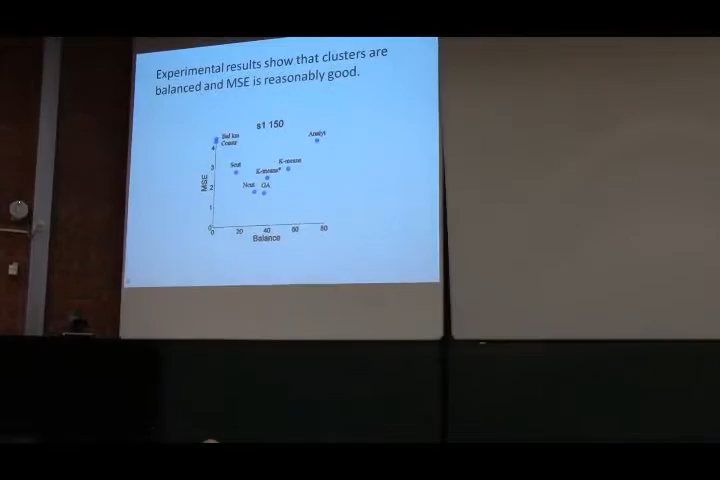 Experimental results show that clusters are
balanced and MSE is reasonably good.
s1 150
Bal km
Constr
Analyt
Scut
K-means
K-means*
Ncut
GA
MSE
4
3
2
1
0
0
20
40
60
80
Balance